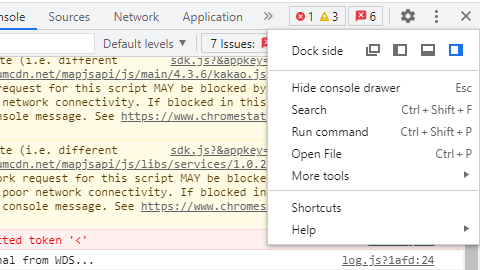 onsole Sources Network Application » 1 3 6
Default levels ▼ 7 Issues:
te (i.e. different sdk.js?&appkey=
umcdn.net/mapjsapi/js/main/4.3.6/kakao.js
request for this script MAY be blocked by
network connectivity. If blocked in this
nsole message. See https://www.chromestat
te (i.e. different sdk.js?&appkey=
umcdn.net/mapjsapi/js/libs/services/1.0.2
ork request for this script MAY be blocke
poor network connectivity. If blocked in
console message. See https://www.chromes
cted token '<'
nal from WDS... log.js?1afd:24
Dock side
Hide console drawer Esc
Search Ctrl + Shift + F
Run command Ctrl + Shift + P
Open File Ctrl + P
More tools
Shortcuts
Help